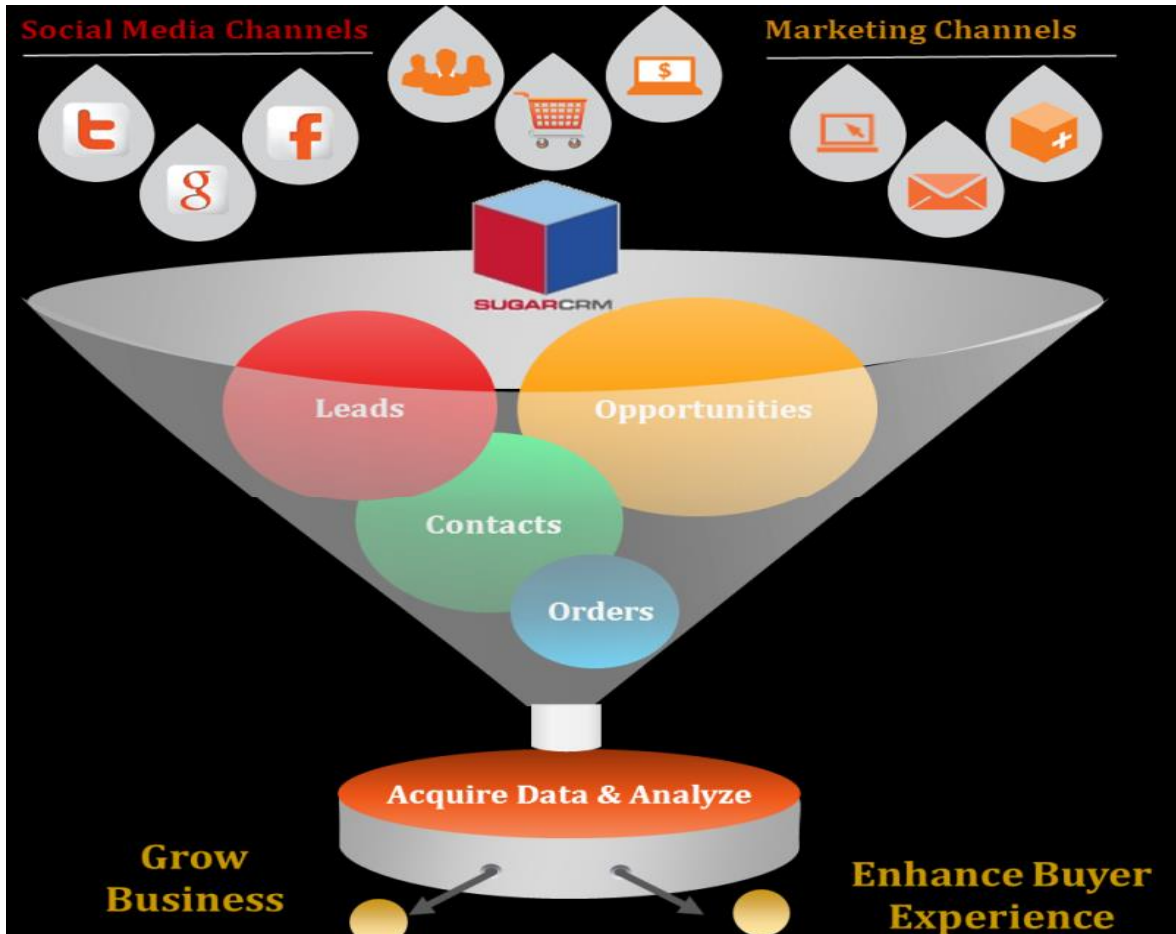 Social Media Channels
Marketing Channels
$
t
f
g
+
SUGARCRM
Leads
Opportunities
Contacts
Orders
Acquire Data & Analyze
Grow
Business
Enhance Buyer
Experience